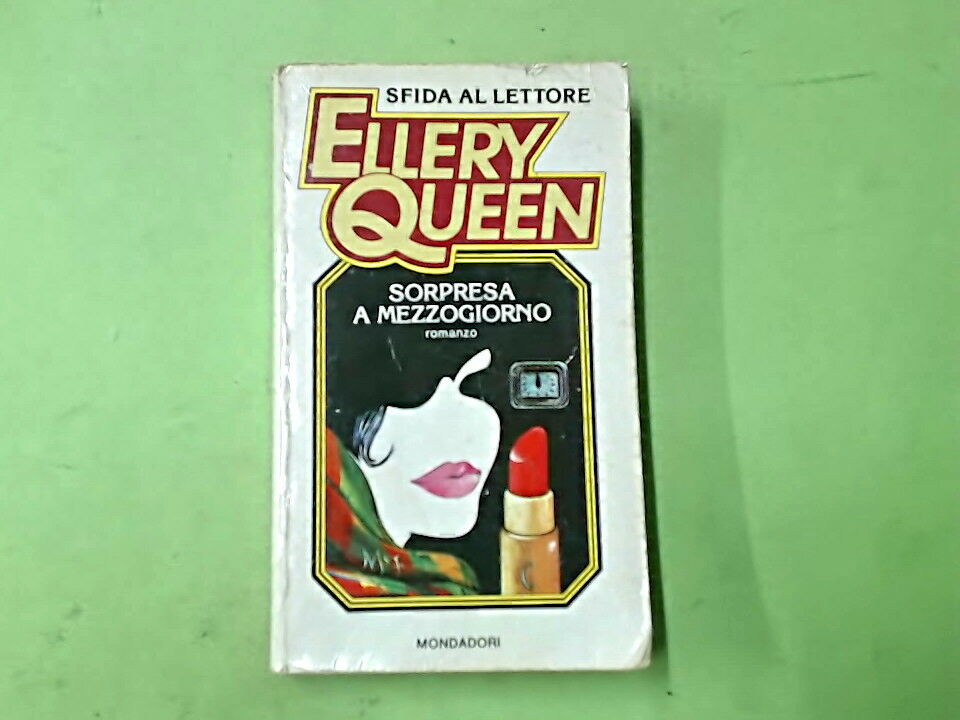 SFIDA AL LETTORE
ELLERY
QUEEN
SORPRESA
A MEZZOGIORNO
romanzo
MONDADORI